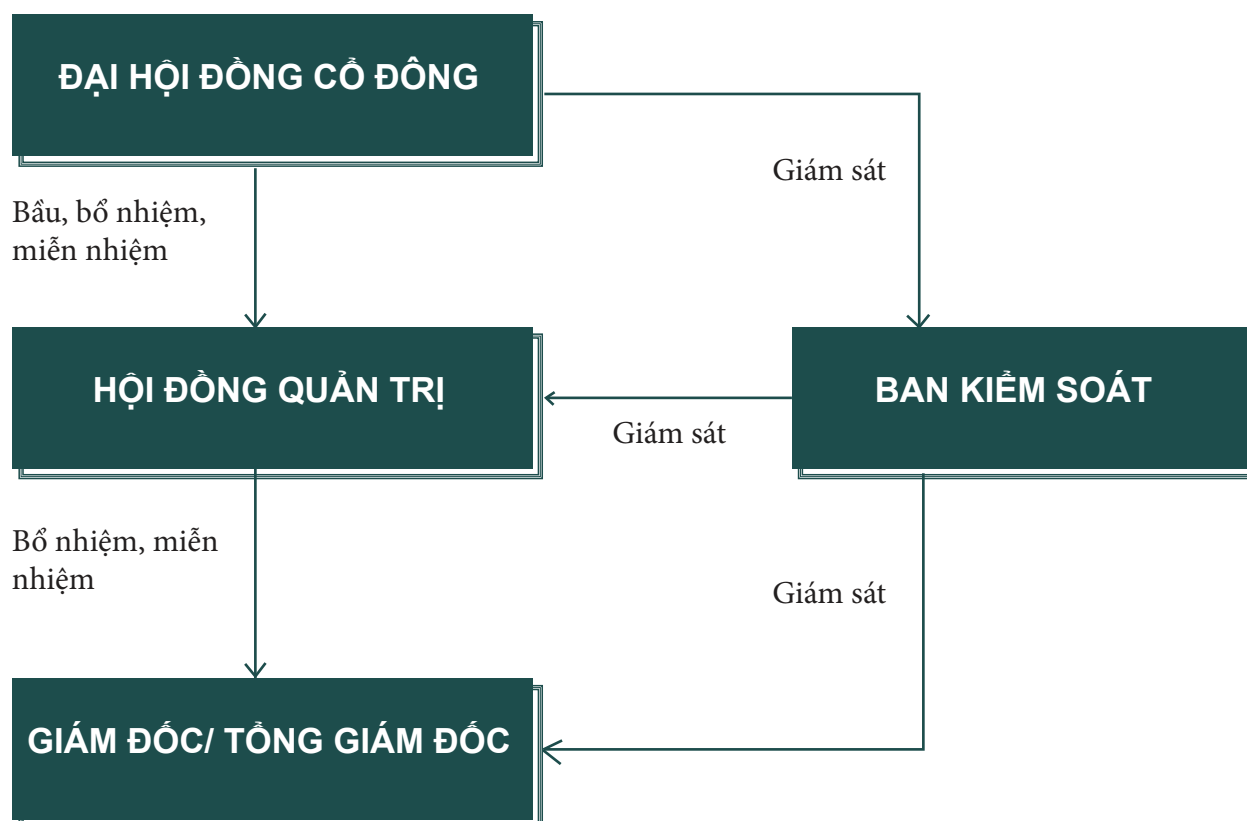 ĐẠI HỘI ĐỒNG CỔ ĐÔNG
Giám sát
Bầu, bổ nhiệm,
miễn nhiệm
HỘI ĐỒNG QUẢN TRỊ
BAN KIỂM SOÁT
Giám sát
Bổ nhiệm, miễn
nhiệm
Giám sát
GIÁM ĐỐC/ TỔNG GIÁM ĐỐC